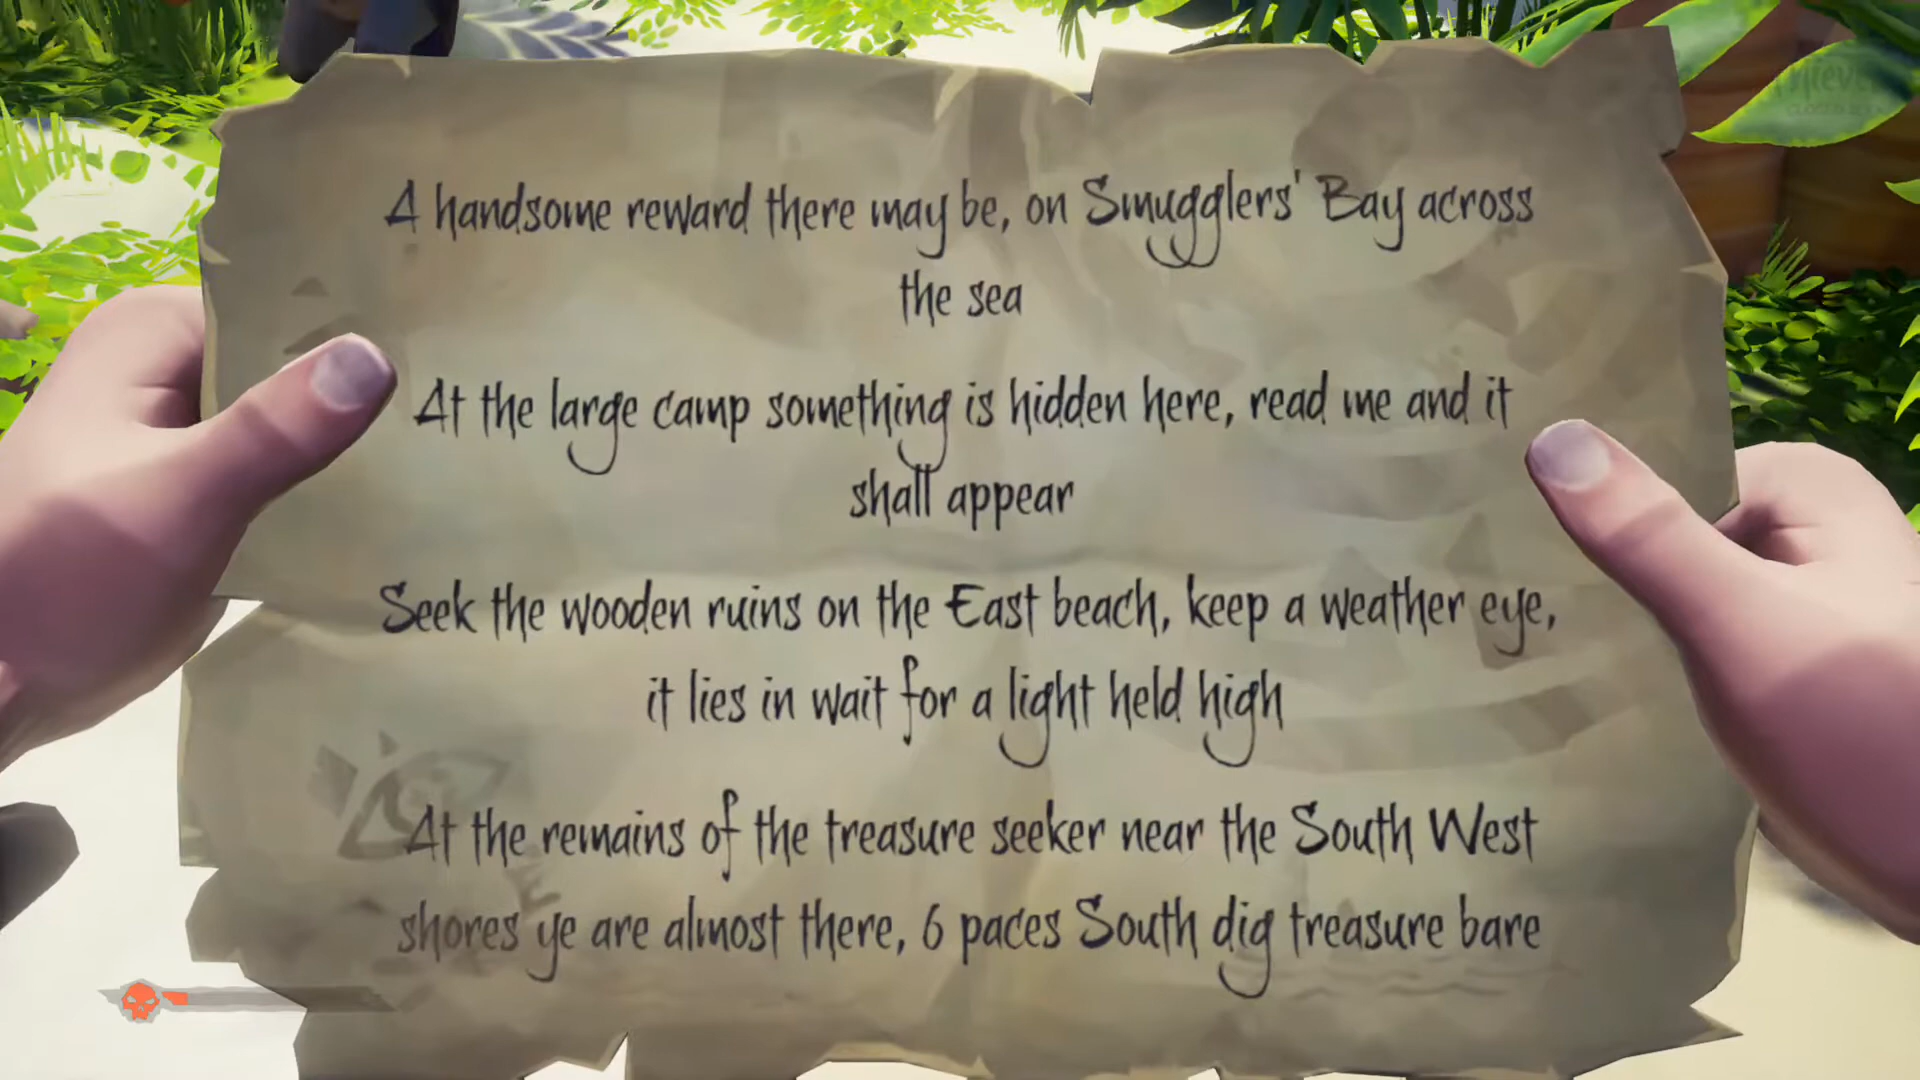 A handsome reward there may be, on Smugglers' Bay across
the sea
At the large camp something is hidden here, read me and it
shall appear
Seek the wooden ruins on the East beach, keep a weather eye,
it lies in wait for a light held high
At the remains of the treasure seeker near the South West
shores ye are almost there, 6 paces South dig treasure bare